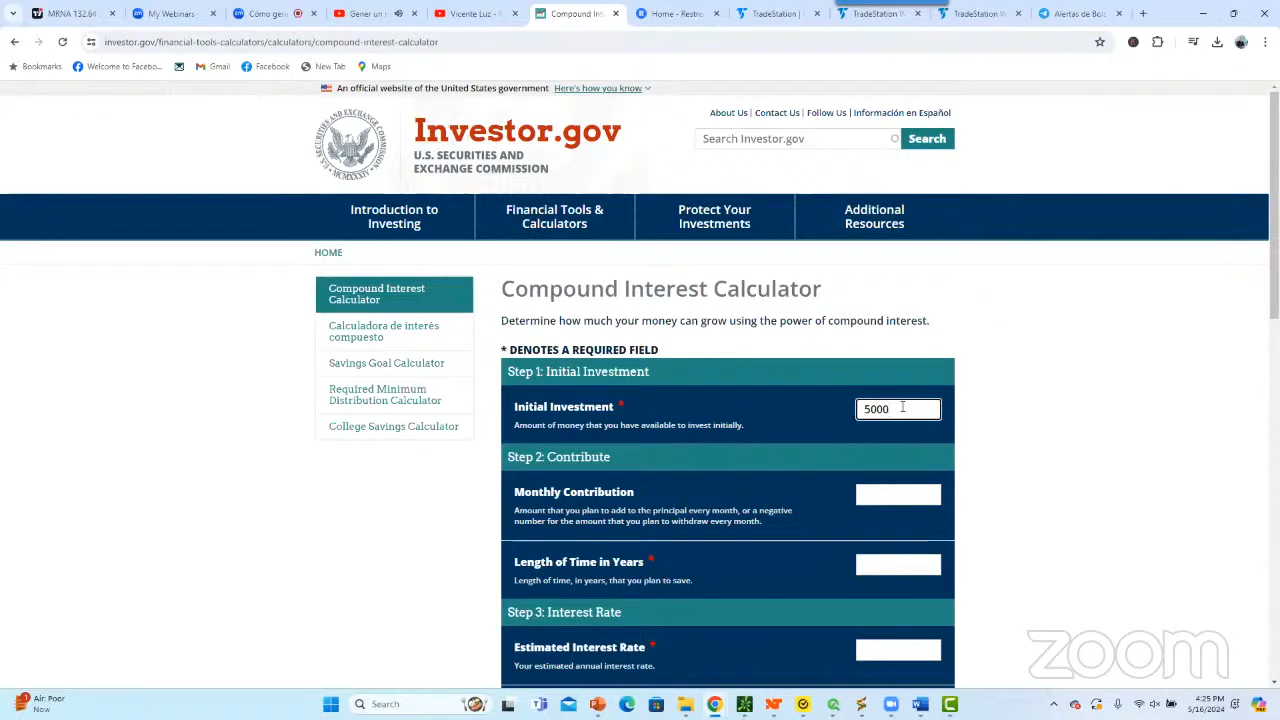 MRNA 132.6
Vicente Luz -
Compound In
Home - Rest
TradeStation
TradeStation W
Alertas de Bo
investor.gov/financial-tools-calculators/calculators/compound-interest-calculator
Bookmarks
Welcome to Facebo...
Gmail
Facebook
New Tab
Maps
An official website of the United States government Here's how you know
About Us | Contact Us | Follow Us | Información en Español
Investor.gov
U.S. SECURITIES AND
EXCHANGE COMMISSION
Search Investor.gov
Search
Introduction to
Investing
Financial Tools &
Calculators
Protect Your
Investments
Additional
Resources
HOME
Compound Interest
Calculator
Calculadora de interés
compuesto
Savings Goal Calculator
Required Minimum
Distribution Calculator
College Savings Calculator
Compound Interest Calculator
Determine how much your money can grow using the power of compound interest.
* DENOTES A REQUIRED FIELD
Step 1: Initial Investment
Initial Investment *
5000
Amount of money that you have available to invest initially.
Step 2: Contribute
Monthly Contribution
Amount that you plan to add to the principal every month, or a negative
number for the amount that you plan to withdraw every month.
Length of Time in Years *
Length of time, in years, that you plan to save.
Step 3: Interest Rate
Estimated Interest Rate *
Your estimated annual interest rate.
zoom
Air: Poor
Now
Search
4:25 PM
5/16/2024